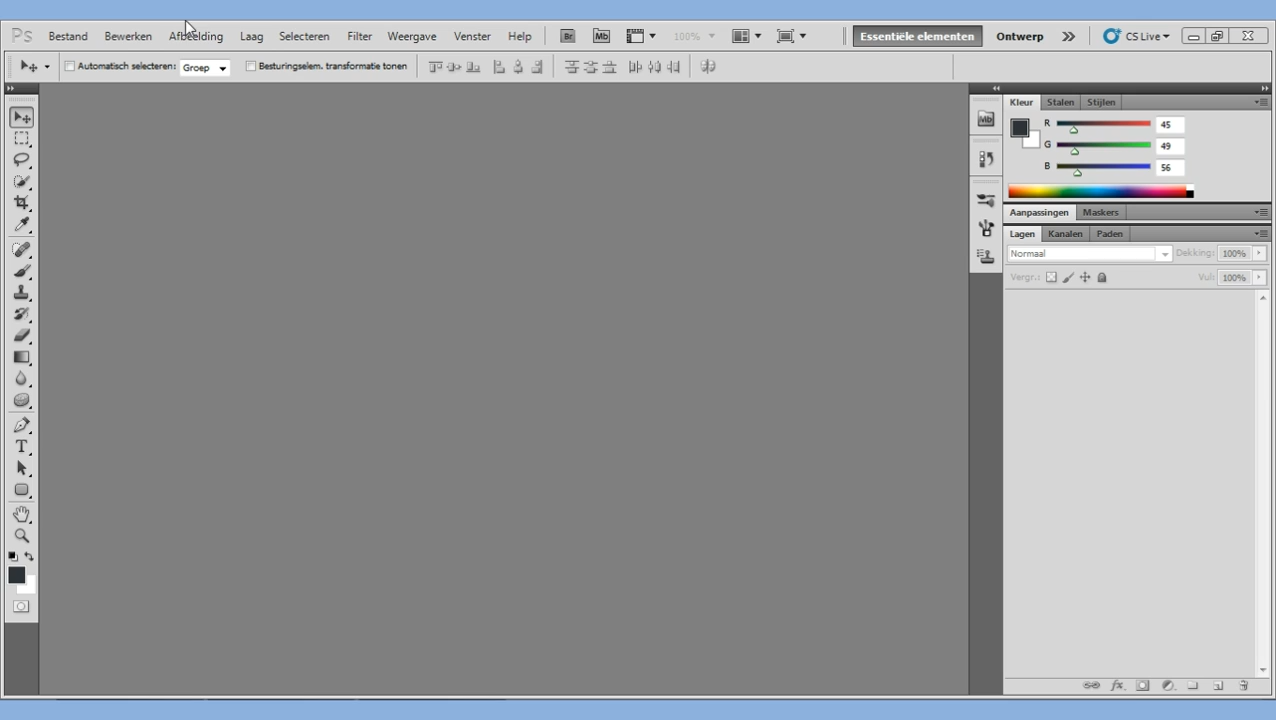 Ps Bestand Bewerken Afbeelding Laag Selecteren Filter Weergave Venster Help Br Mb 100% Essentiële elementen Ontwerp CS Live
Automatisch selecteren: Groep Besturingselem. transformatie tonen
Mb Kleur Stalen Stijlen
R 45
G 49
B 56
Aanpassingen Maskers
Lagen Kanalen Paden
Normaal Dekking: 100%
Vergr.: Vul: 100%
T
fx.